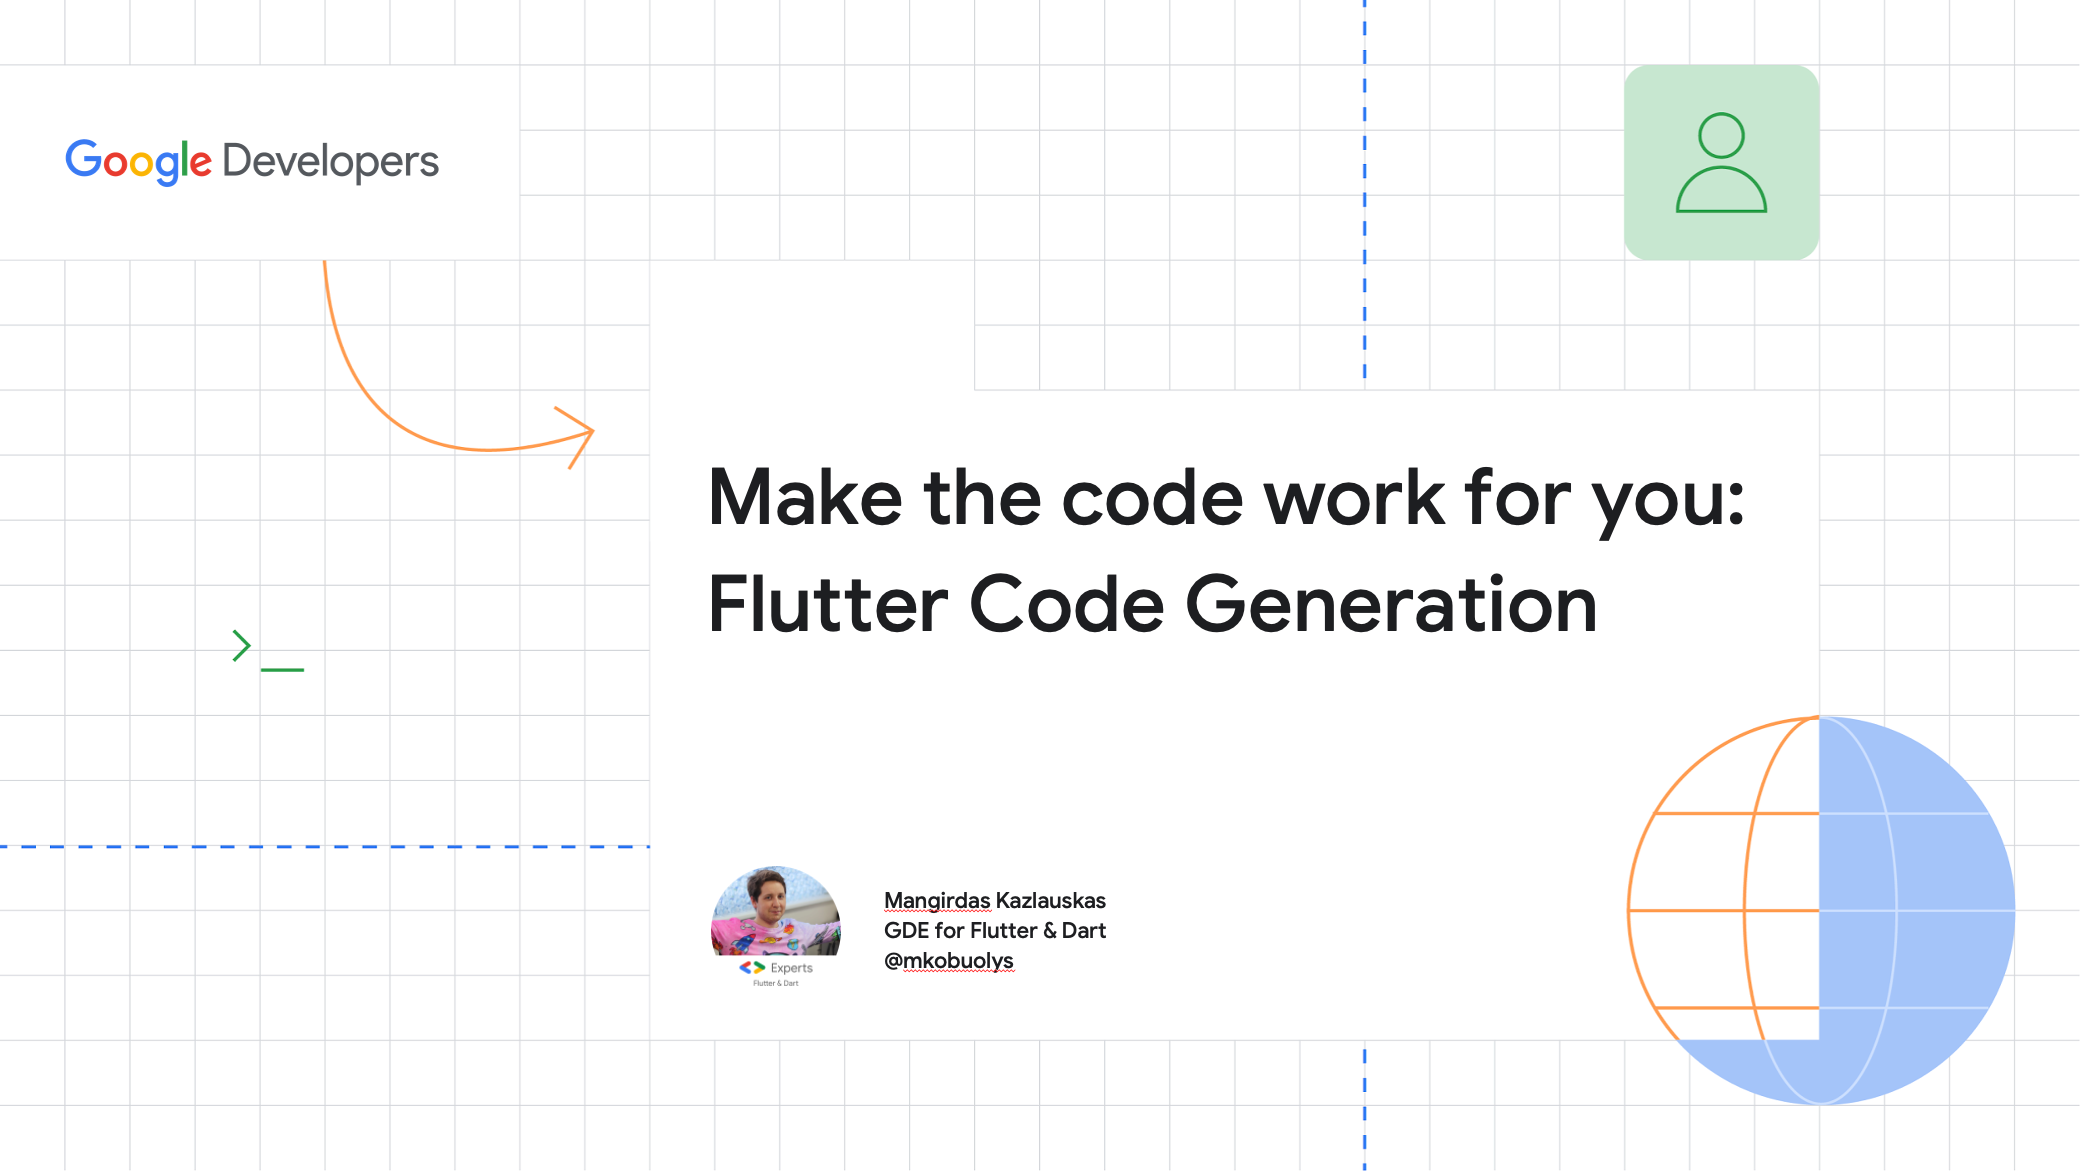 Google Developers
Make the code work for you:
Flutter Code Generation
Mangirdas Kazlauskas
GDE for Flutter & Dart
@mkobuolys
Experts
Flutter & Dart